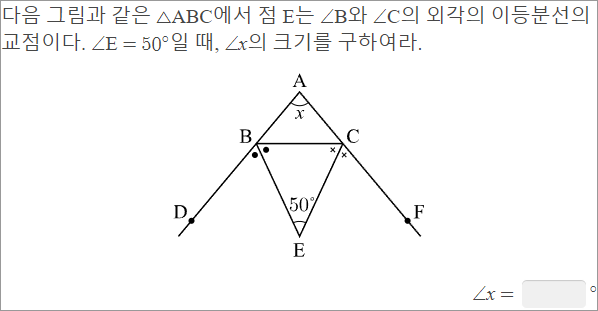 다음 그림과 같은 △ABC에서 점 E는 ∠B와 ∠C의 외각의 이등분선의
교점이다. ∠E = 50°일 때, ∠x의 크기를 구하여라.
A
x
B
C
D
50°
F
E
∠x = °